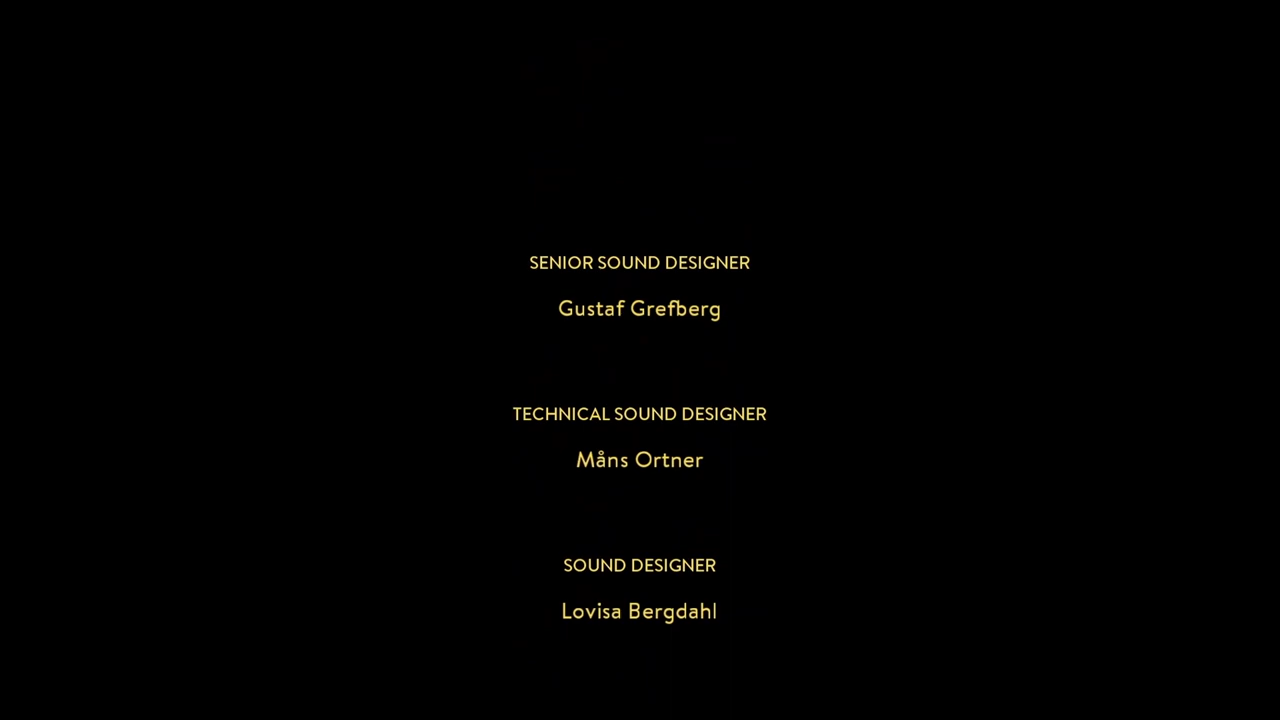 SENIOR SOUND DESIGNER
Gustaf Grefberg
TECHNICAL SOUND DESIGNER
Måns Ortner
SOUND DESIGNER
Lovisa Bergdahl